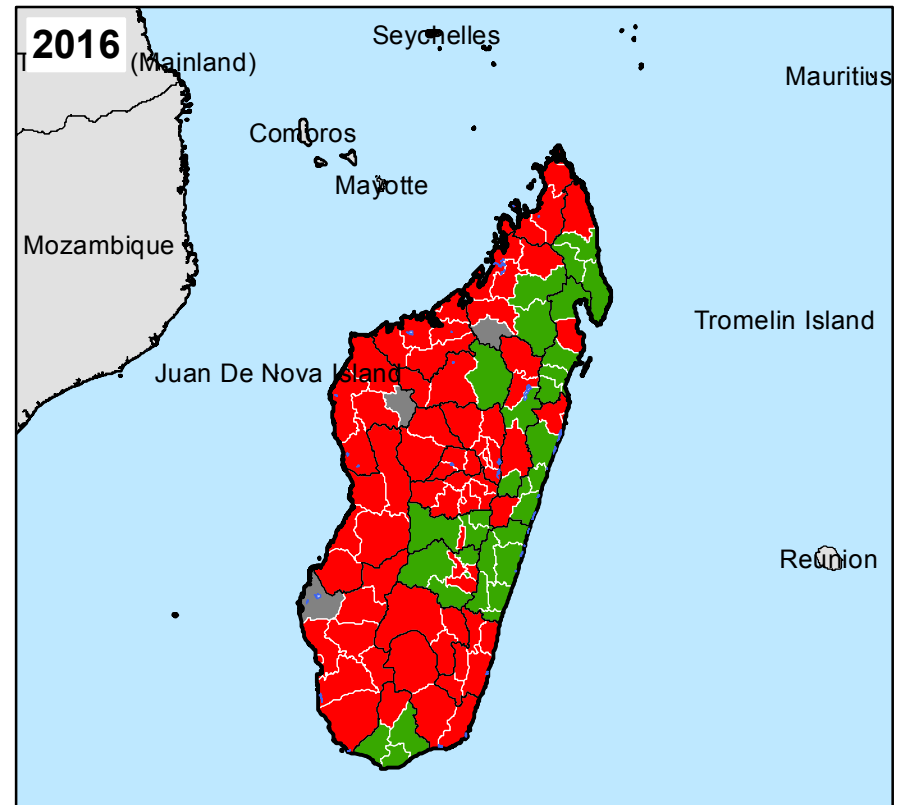 2016
Seychelles
(Mainland)
Mauritius
Comoros
Mayotte
Mozambique
Tromelin Island
Juan De Nova Island
Reunion